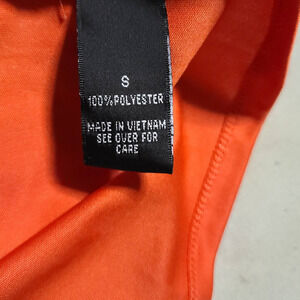 S
100% POLYESTER
MADE IN VIETNAM
SEE OVER FOR
CARE